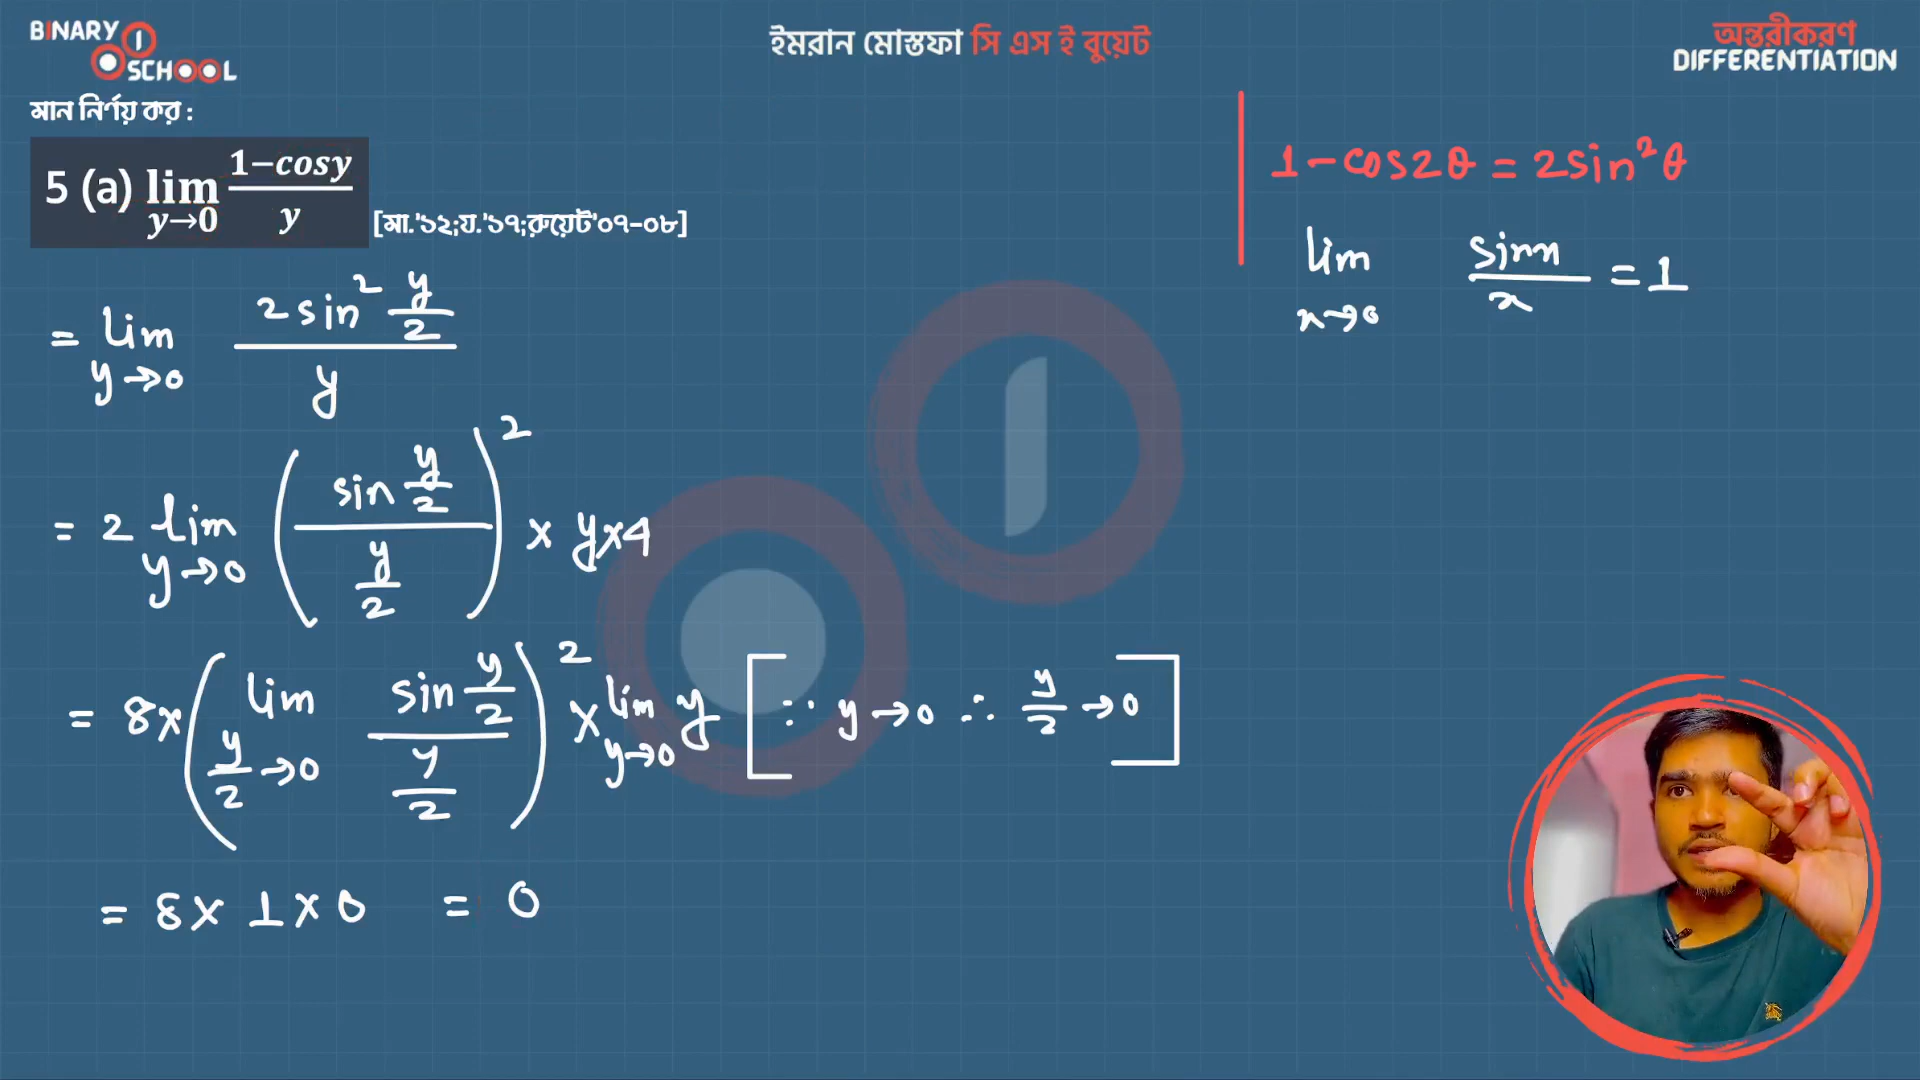 BINARY SCHOOL
ইমরান মোস্তফা সি এস ই বুয়েট
অন্তরীকরণ
DIFFERENTIATION
মান নির্ণয় কর :
5 (a) lim y→0 (1−cosy)/y [মা.'১২;য.'১৭;রুয়েট'০৭-০৮]
1 - cos2θ = 2sin²θ
lim x→0 sinx/x = 1
= lim y→0 (2 sin² y/2)/y
= 2 lim y→0 ((sin y/2)/(y/2))² × y×4
= 8×(lim y/2→0 (sin y/2)/(y/2))² × lim y→0 y [∵ y→0 ∴ y/2→0]
= 8× 1×0 = 0